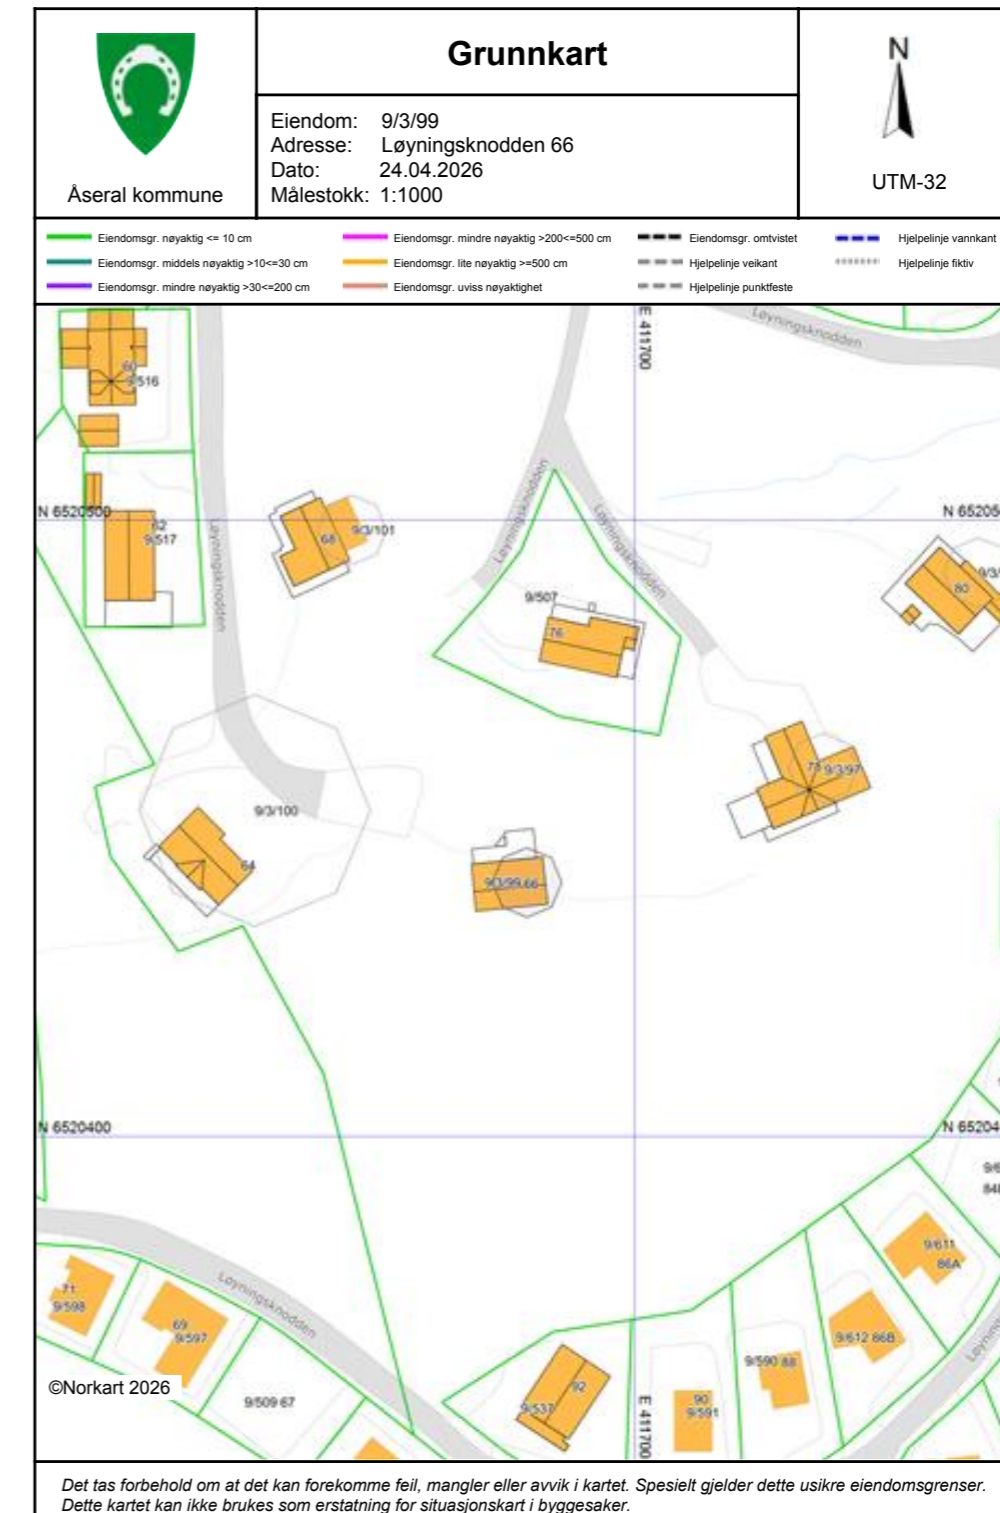 Grunnkart
Eiendom: 9/3/99
Adresse: Løyningsknodden 66
Dato: 24.04.2026
Målestokk: 1:1000
Åseral kommune
N
UTM-32
Eiendomsgr. nøyaktig <= 10 cm
Eiendomsgr. middels nøyaktig >10<=30 cm
Eiendomsgr. mindre nøyaktig >30<=200 cm
Eiendomsgr. mindre nøyaktig >200<=500 cm
Eiendomsgr. lite nøyaktig >=500 cm
Eiendomsgr. uviss nøyaktighet
Eiendomsgr. omtvistet
Hjelpelinje veikant
Hjelpelinje punktfeste
Hjelpelinje vannkant
Hjelpelinje fiktiv
E 411700
Løyningsknodden
60
9/516
N 6520500
62
9/517
Løyningsknodden
68
9/3/101
Løyningsknodden
Løyningsknodden
N 65205
9/3/
80
9/507
76
9/3/97
9/3/100
64
9/3/99 66
N 6520400
N 65204
9/611
86A
9/612 86B
Løyningsknodden
71
9/598
69
9/597
9/590 88
92
9/537
90
9/591
9/509 67
E 411700
©Norkart 2026
Det tas forbehold om at det kan forekomme feil, mangler eller avvik i kartet. Spesielt gjelder dette usikre eiendomsgrenser.
Dette kartet kan ikke brukes som erstatning for situasjonskart i byggesaker.